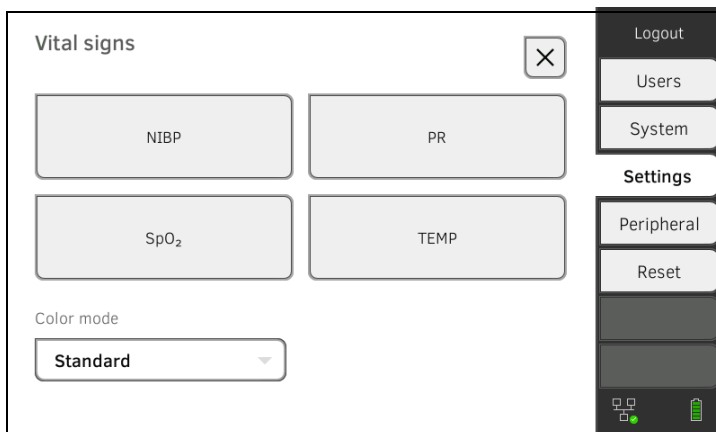 Vital signs
NIBP
PR
SpO₂
TEMP
Color mode
Standard
Logout
Users
System
Settings
Peripheral
Reset